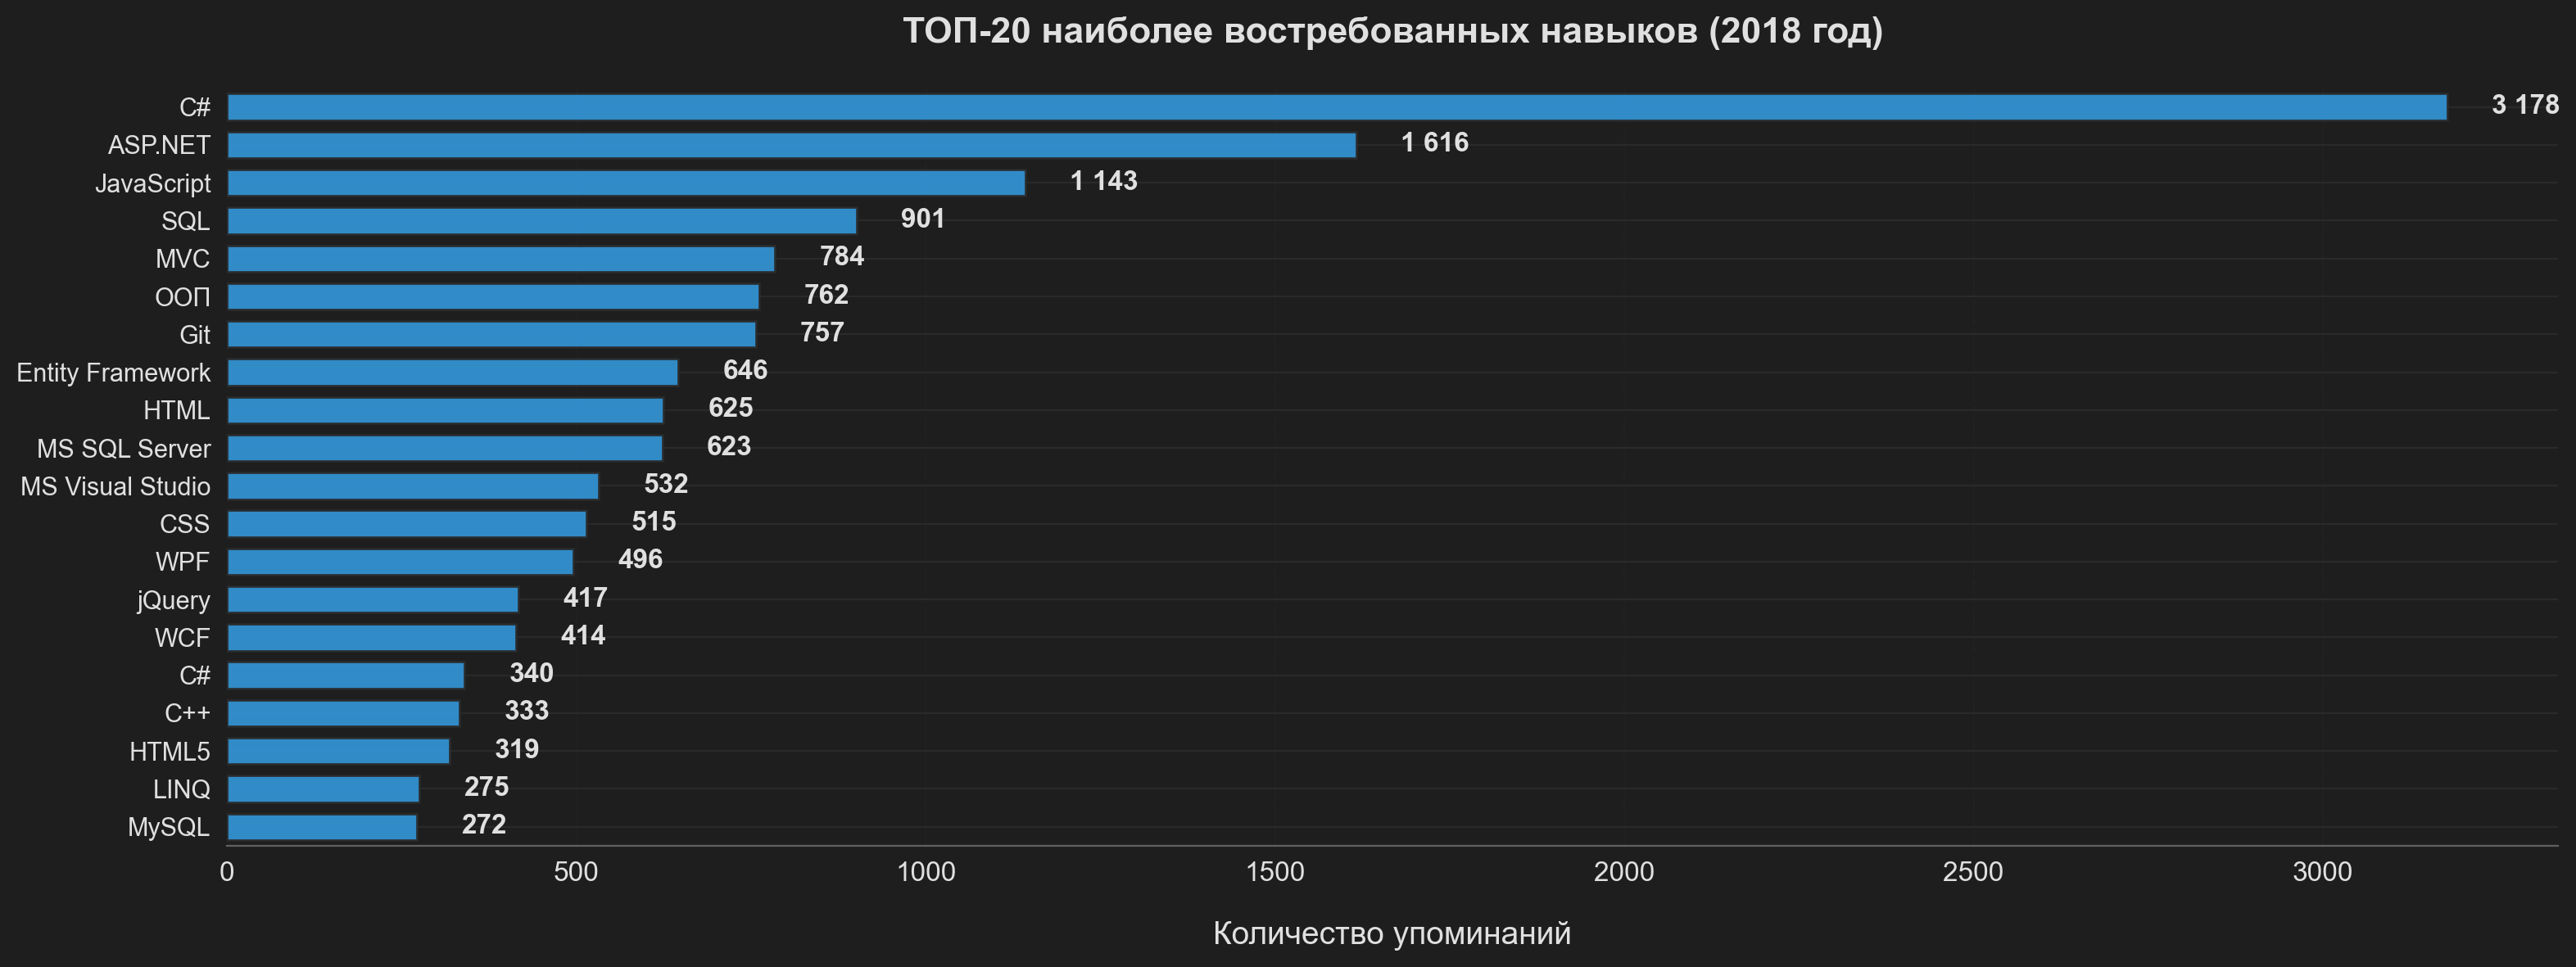 ТОП-20 наиболее востребованных навыков (2018 год)
C# 3 178
ASP.NET 1 616
JavaScript 1 143
SQL 901
MVC 784
ООП 762
Git 757
Entity Framework 646
HTML 625
MS SQL Server 623
MS Visual Studio 532
CSS 515
WPF 496
jQuery 417
WCF 414
C# 340
C++ 333
HTML5 319
LINQ 275
MySQL 272
0 500 1000 1500 2000 2500 3000
Количество упоминаний